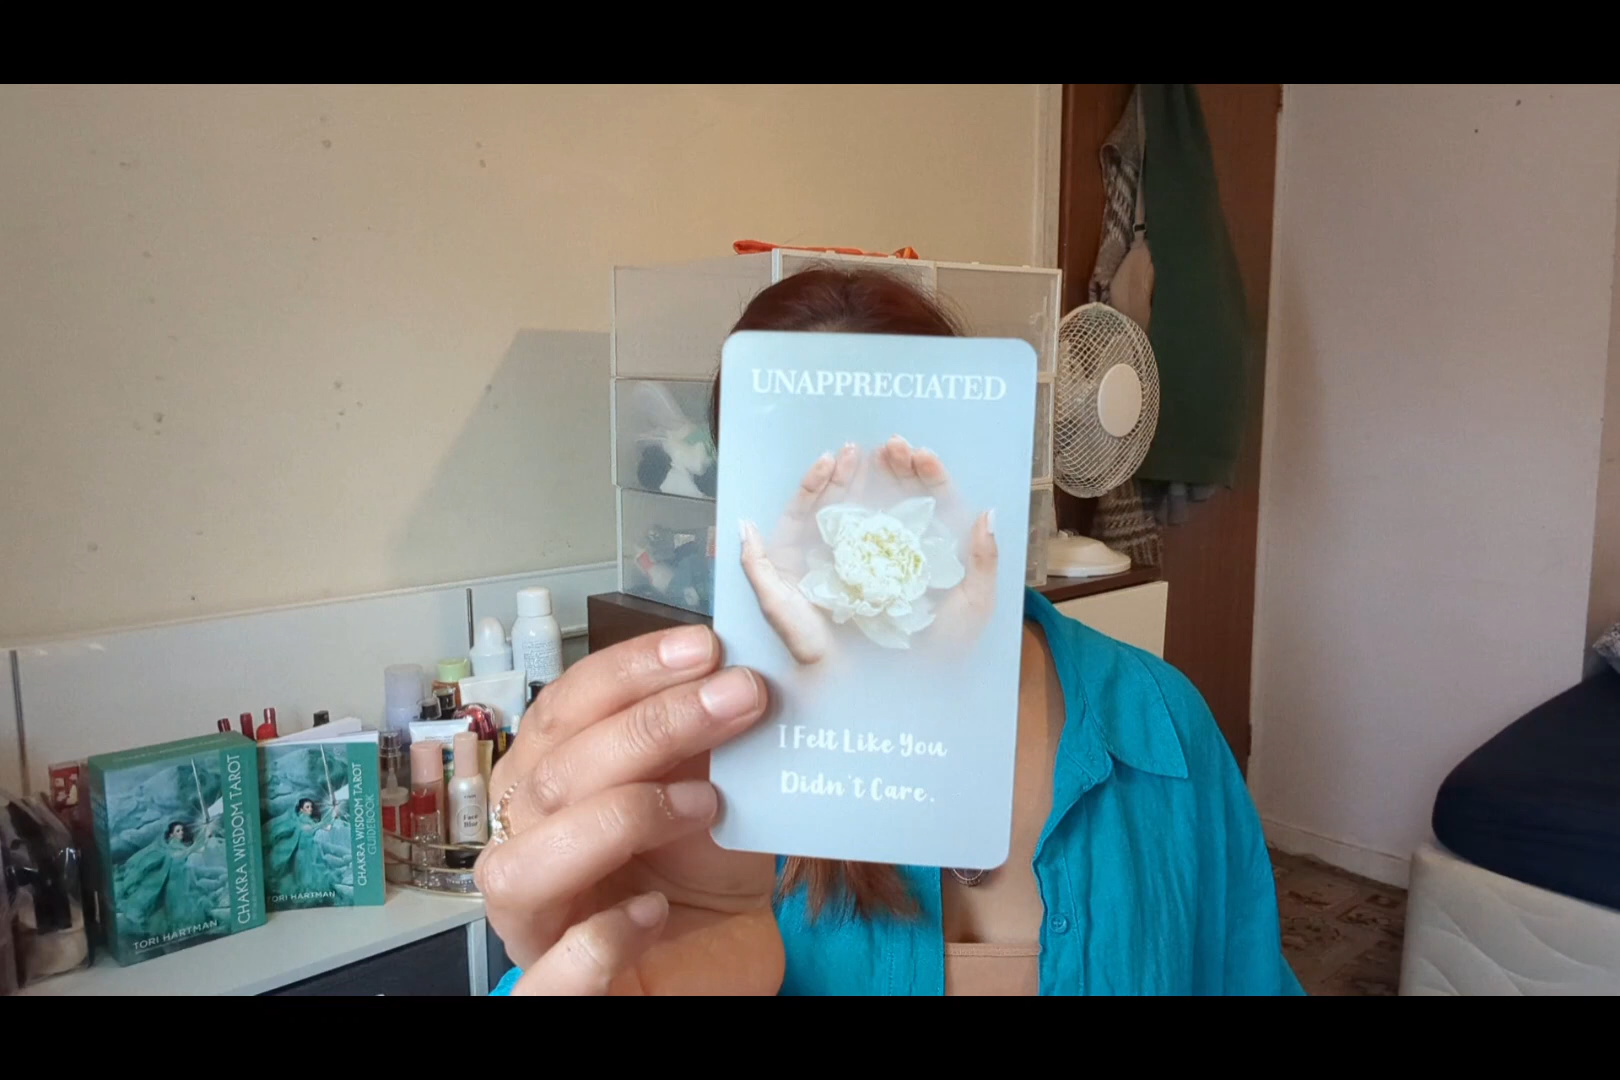 UNAPPRECIATED
I Felt Like You
Didn't Care.
CHAKRA WISDOM TAROT
TORI HARTMAN
CHAKRA WISDOM TAROT
GUIDEBOOK
TORI HARTMAN